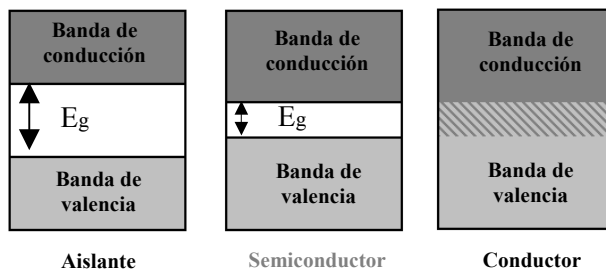 Banda de
conducción
Eg
Banda de
valencia
Aislante
Banda de
conducción
Eg
Banda de
valencia
Semiconductor
Banda de
conducción
Banda de
valencia
Conductor